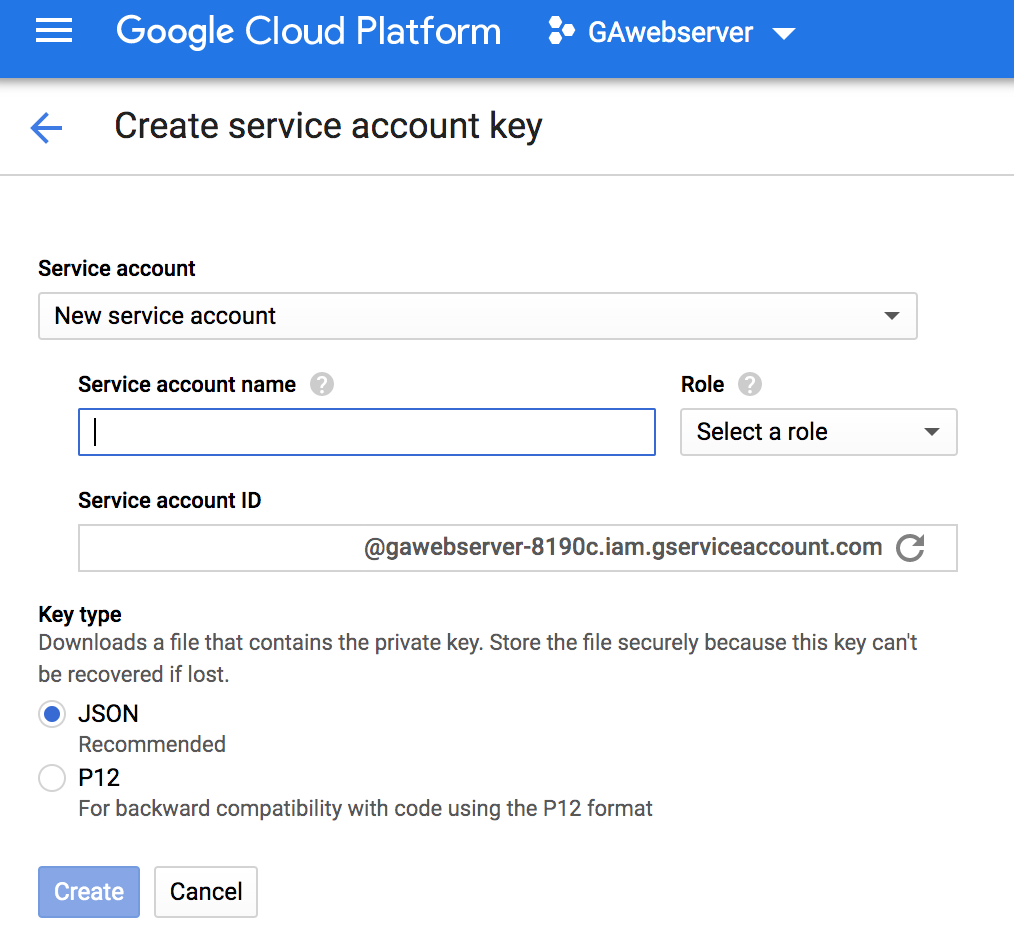 Google Cloud Platform GAwebserver
Create service account key
Service account
New service account
Service account name ? Role ?
Select a role
Service account ID
@gawebserver-8190c.iam.gserviceaccount.com
Key type
Downloads a file that contains the private key. Store the file securely because this key can't
be recovered if lost.
JSON
Recommended
P12
For backward compatibility with code using the P12 format
Create Cancel